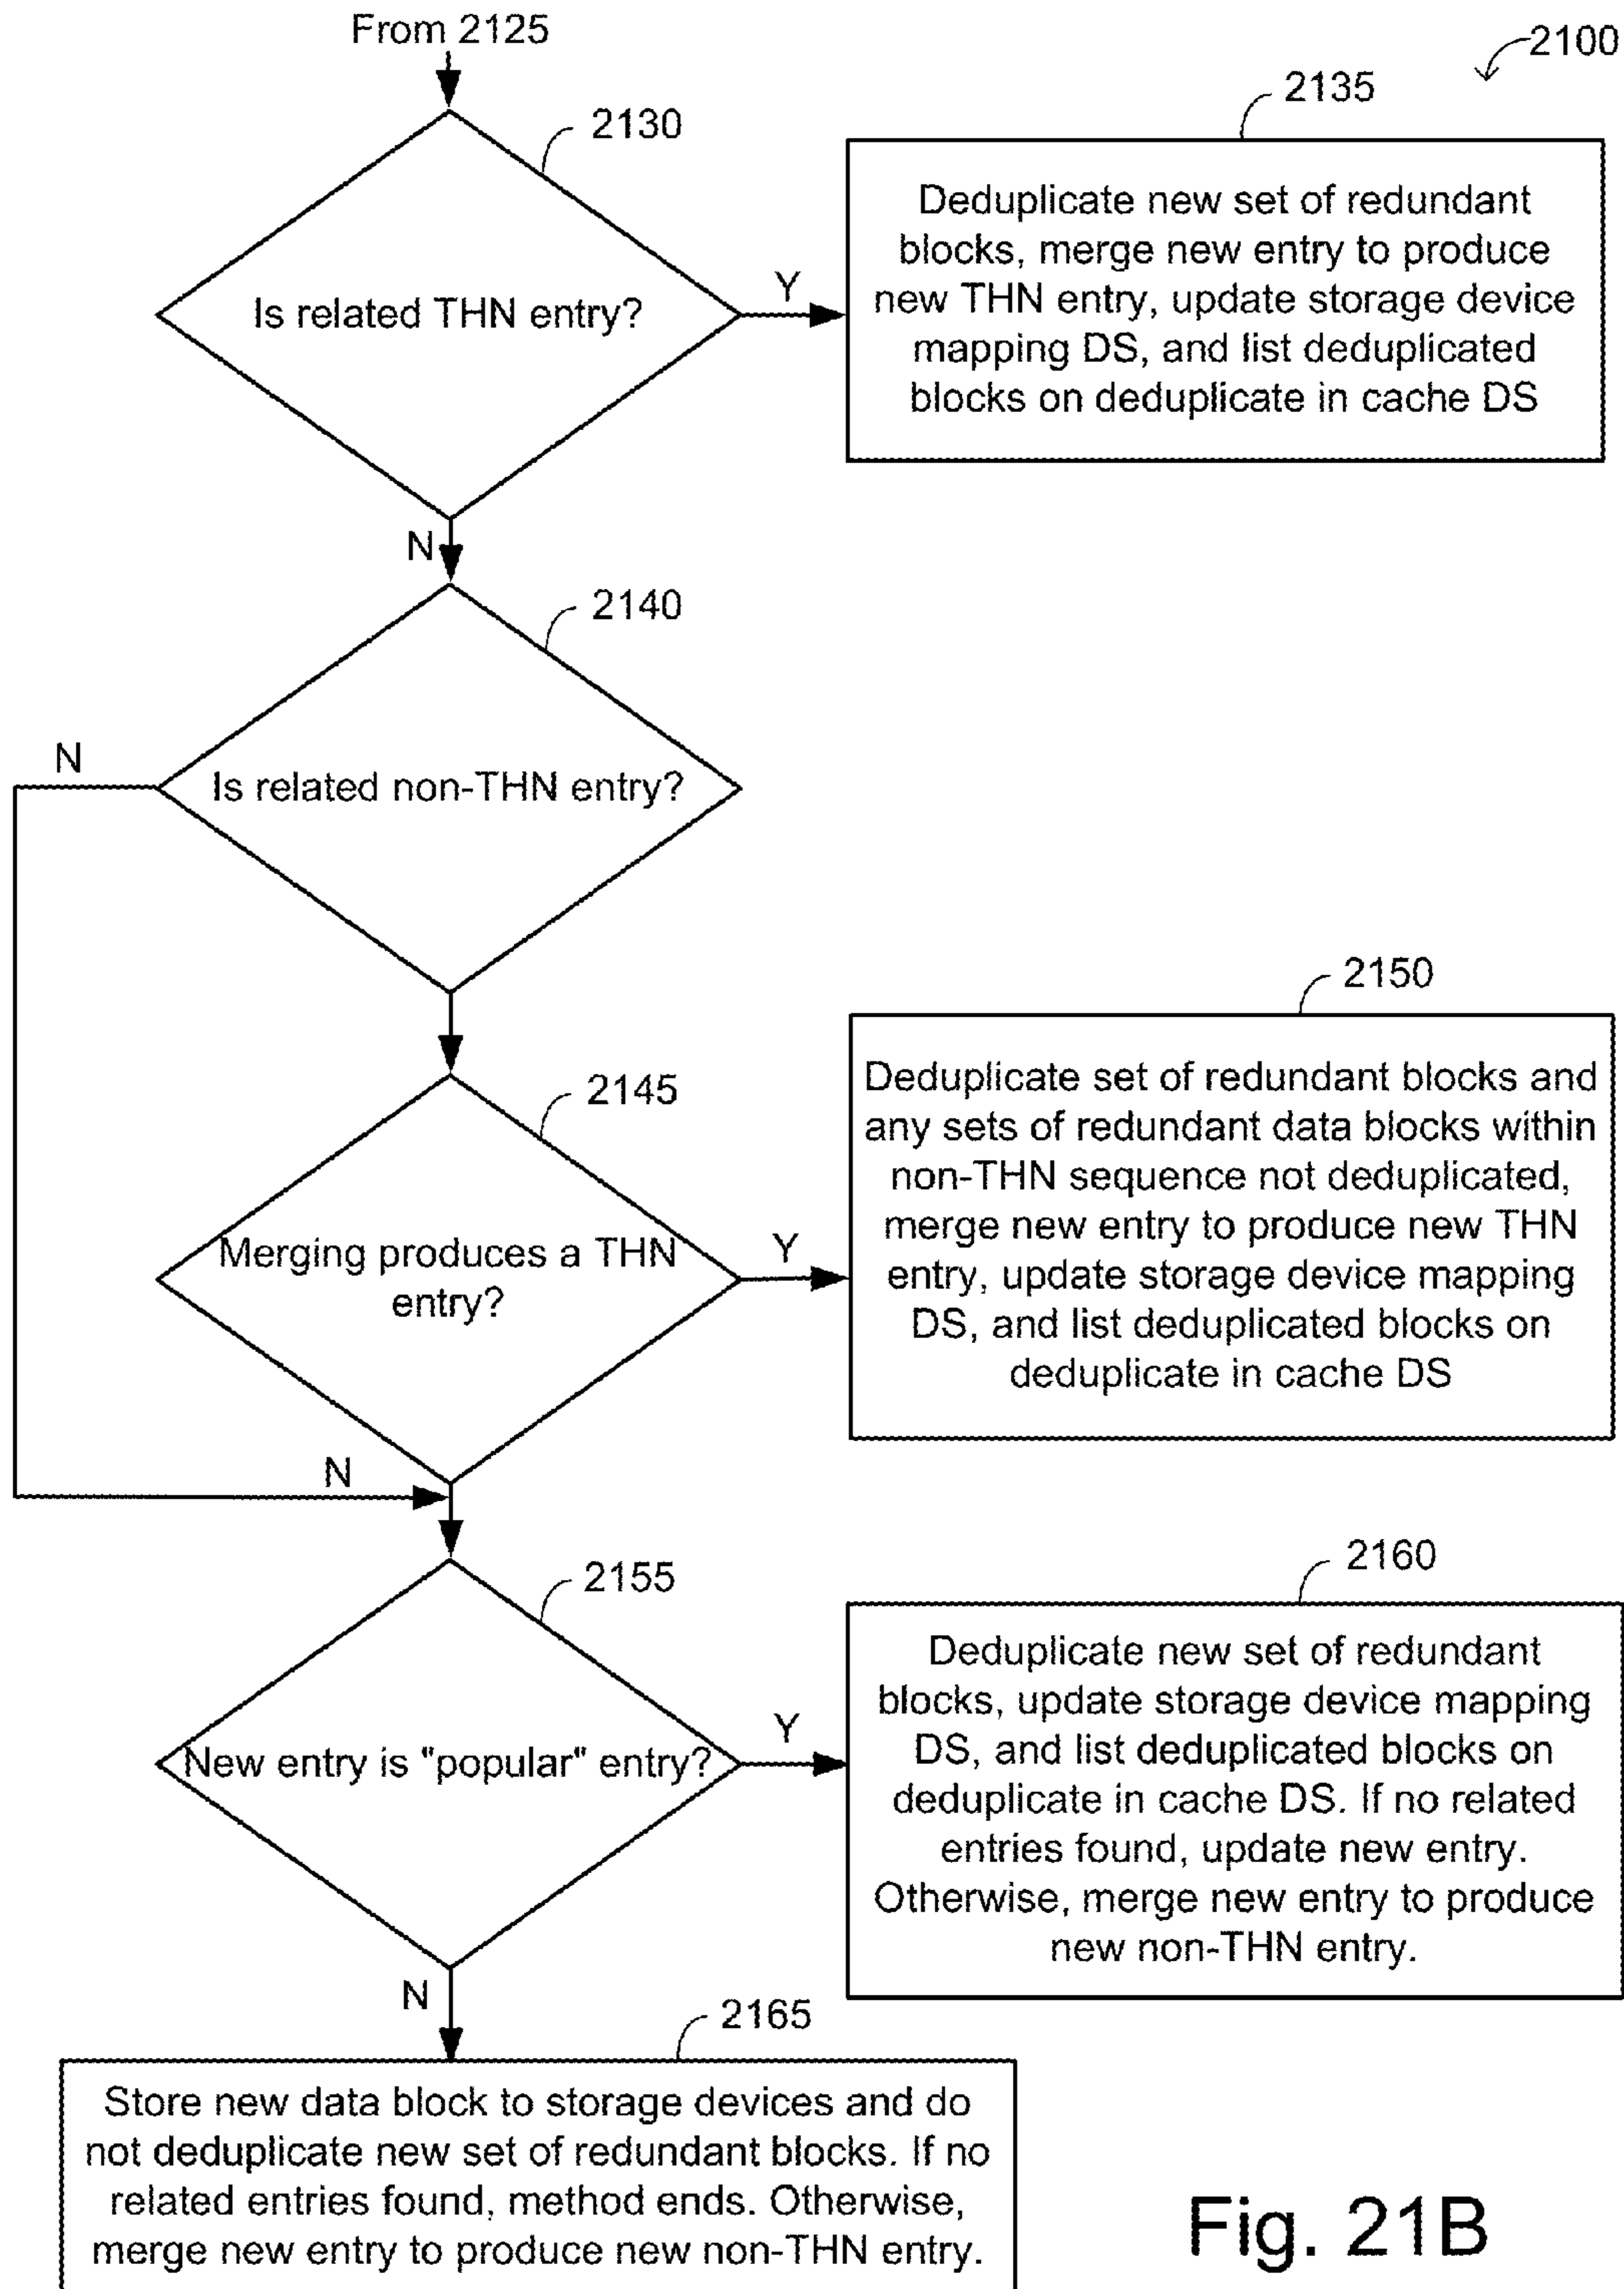 From 2125
2100
2130
2135
Is related THN entry?
Y
Deduplicate new set of redundant
blocks, merge new entry to produce
new THN entry, update storage device
mapping DS, and list deduplicated
blocks on deduplicate in cache DS
N
2140
N
Is related non-THN entry?
2145
2150
Merging produces a THN
entry?
Y
Deduplicate set of redundant blocks and
any sets of redundant data blocks within
non-THN sequence not deduplicated,
merge new entry to produce new THN
entry, update storage device mapping
DS, and list deduplicated blocks on
deduplicate in cache DS
N
2155
2160
New entry is "popular" entry?
Y
Deduplicate new set of redundant
blocks, update storage device mapping
DS, and list deduplicated blocks on
deduplicate in cache DS. If no related
entries found, update new entry.
Otherwise, merge new entry to produce
new non-THN entry.
N
2165
Store new data block to storage devices and do
not deduplicate new set of redundant blocks. If no
related entries found, method ends. Otherwise,
merge new entry to produce new non-THN entry.
Fig. 21B